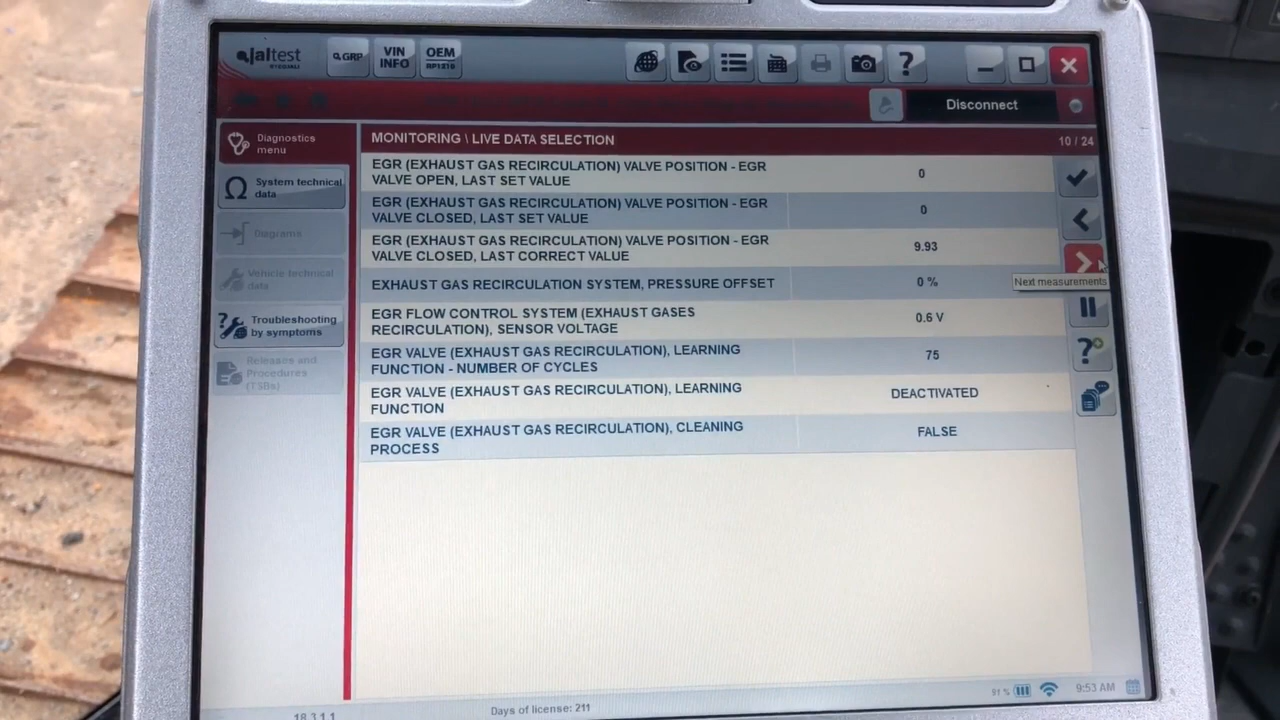 jaltest
BY COJALI
GRP
VIN
INFO
OEM
RP1210
?
Disconnect
Diagnostics
menu
MONITORING \ LIVE DATA SELECTION
10 / 24
System technical
data
Diagrams
Vehicle technical
data
Troubleshooting
by symptoms
Releases and
Procedures
(TSBs)
EGR (EXHAUST GAS RECIRCULATION) VALVE POSITION - EGR
VALVE OPEN, LAST SET VALUE
0
EGR (EXHAUST GAS RECIRCULATION) VALVE POSITION - EGR
VALVE CLOSED, LAST SET VALUE
0
EGR (EXHAUST GAS RECIRCULATION) VALVE POSITION - EGR
VALVE CLOSED, LAST CORRECT VALUE
9.93
EXHAUST GAS RECIRCULATION SYSTEM, PRESSURE OFFSET
0 %
EGR FLOW CONTROL SYSTEM (EXHAUST GASES
RECIRCULATION), SENSOR VOLTAGE
0.6 V
EGR VALVE (EXHAUST GAS RECIRCULATION), LEARNING
FUNCTION - NUMBER OF CYCLES
75
EGR VALVE (EXHAUST GAS RECIRCULATION), LEARNING
FUNCTION
DEACTIVATED
EGR VALVE (EXHAUST GAS RECIRCULATION), CLEANING
PROCESS
FALSE
Next measurements
18.3.1.1
Days of license: 211
91 %
9:53 AM